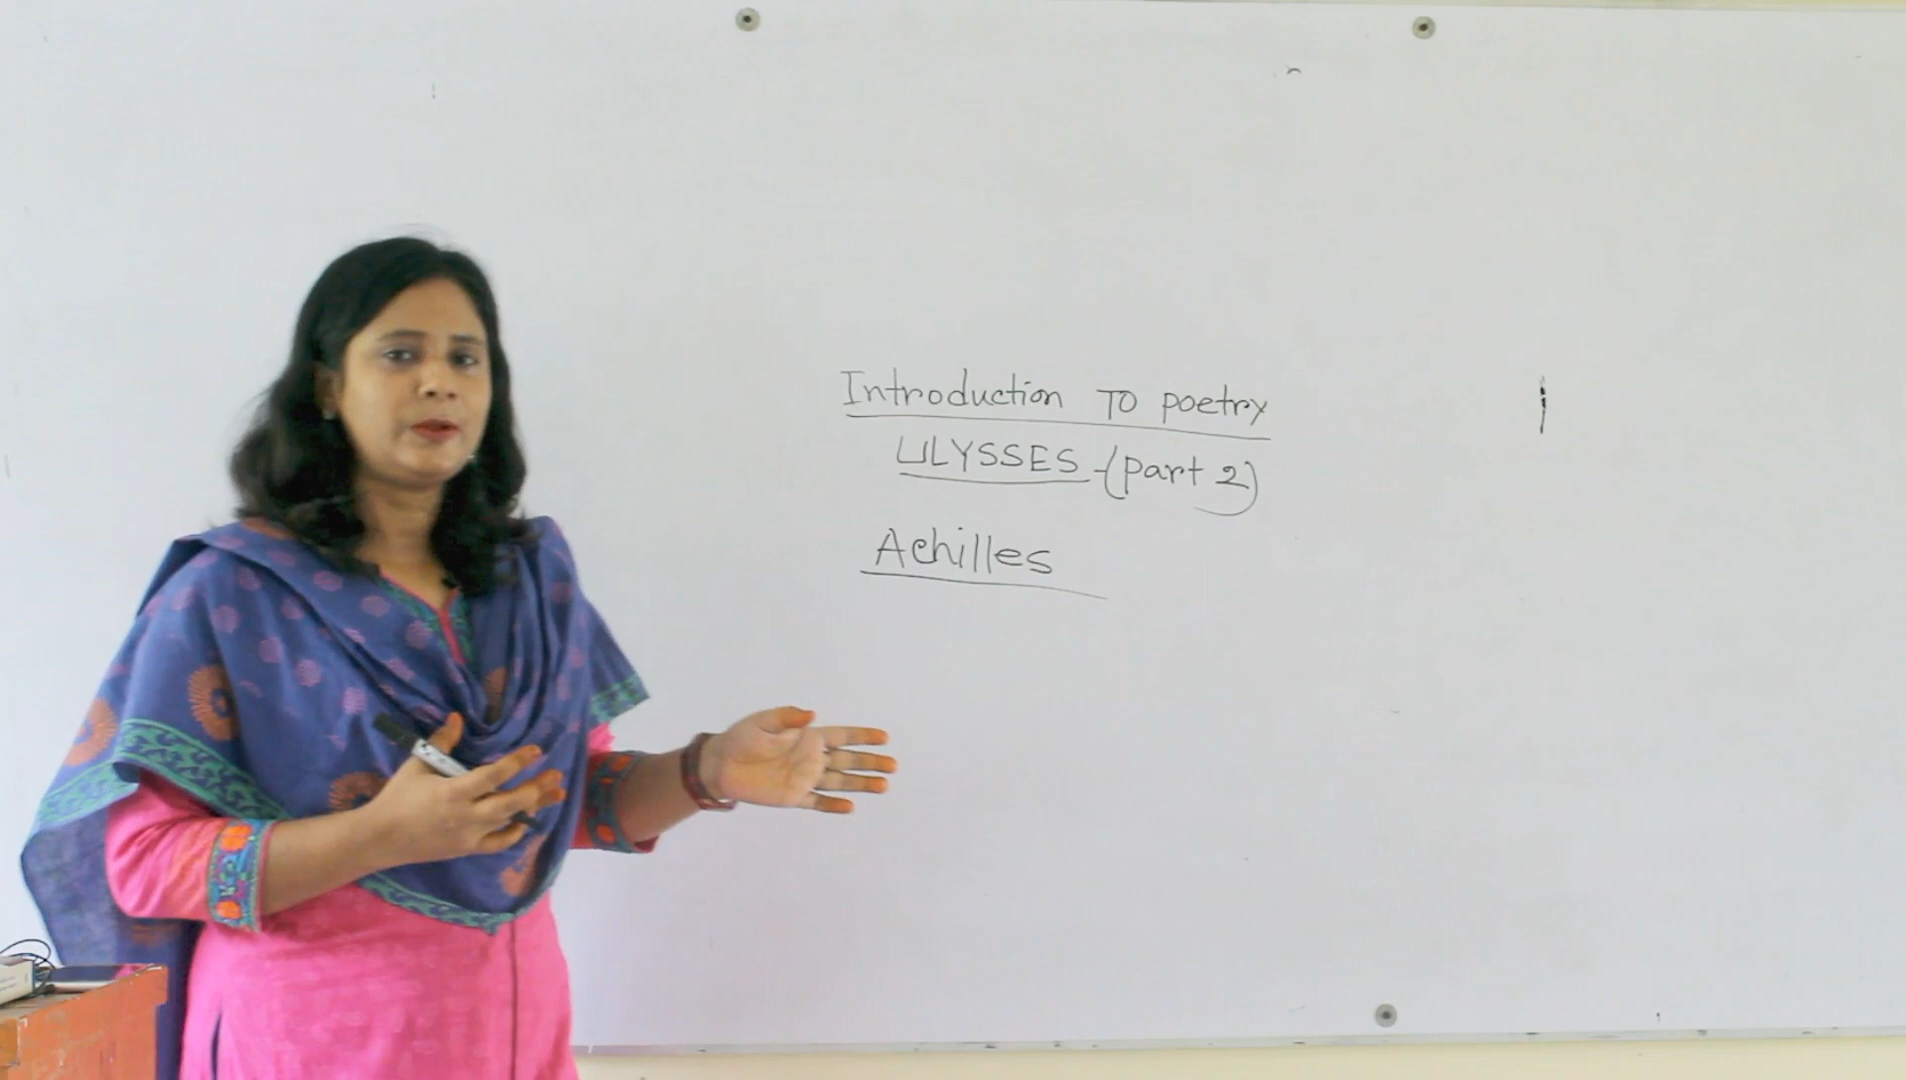 Introduction TO poetry
ULYSSES - (part 2)
Achilles